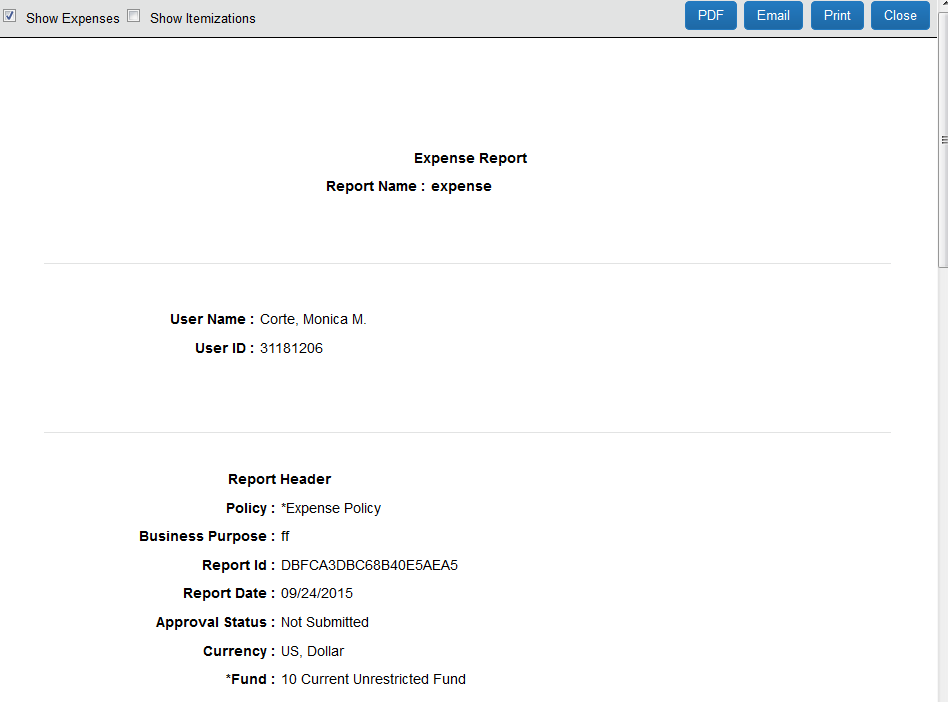 Show Expenses Show Itemizations PDF Email Print Close
Expense Report
Report Name : expense
User Name : Corte, Monica M.
User ID : 31181206
Report Header
Policy : *Expense Policy
Business Purpose : ff
Report Id : DBFCA3DBC68B40E5AEA5
Report Date : 09/24/2015
Approval Status : Not Submitted
Currency : US, Dollar
*Fund : 10 Current Unrestricted Fund